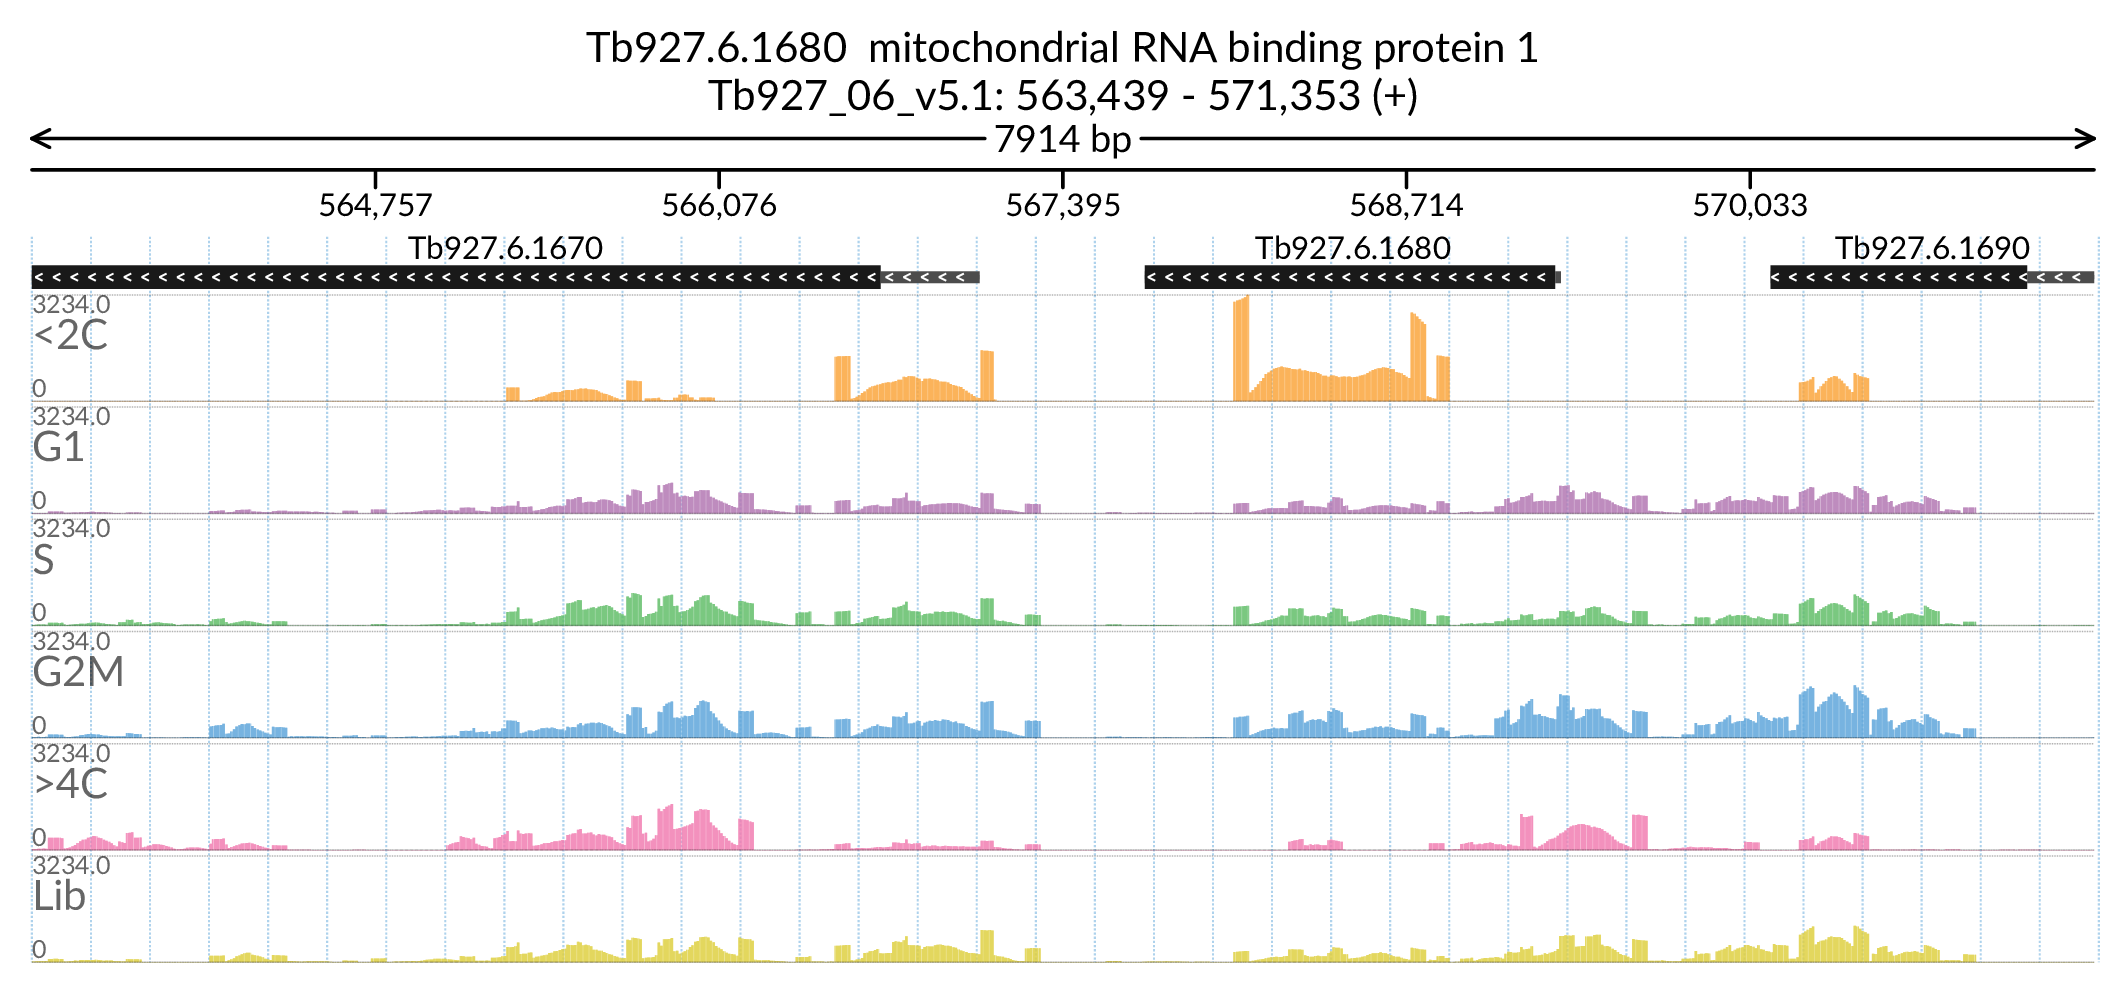 Tb927.6.1680  mitochondrial RNA binding protein 1
Tb927_06_v5.1: 563,439 - 571,353 (+)
7914 bp
564,757 566,076 567,395 568,714 570,033
Tb927.6.1670 Tb927.6.1680 Tb927.6.1690
3234.0
<2C
0
3234.0
G1
0
3234.0
S
0
3234.0
G2M
0
3234.0
>4C
0
3234.0
Lib
0